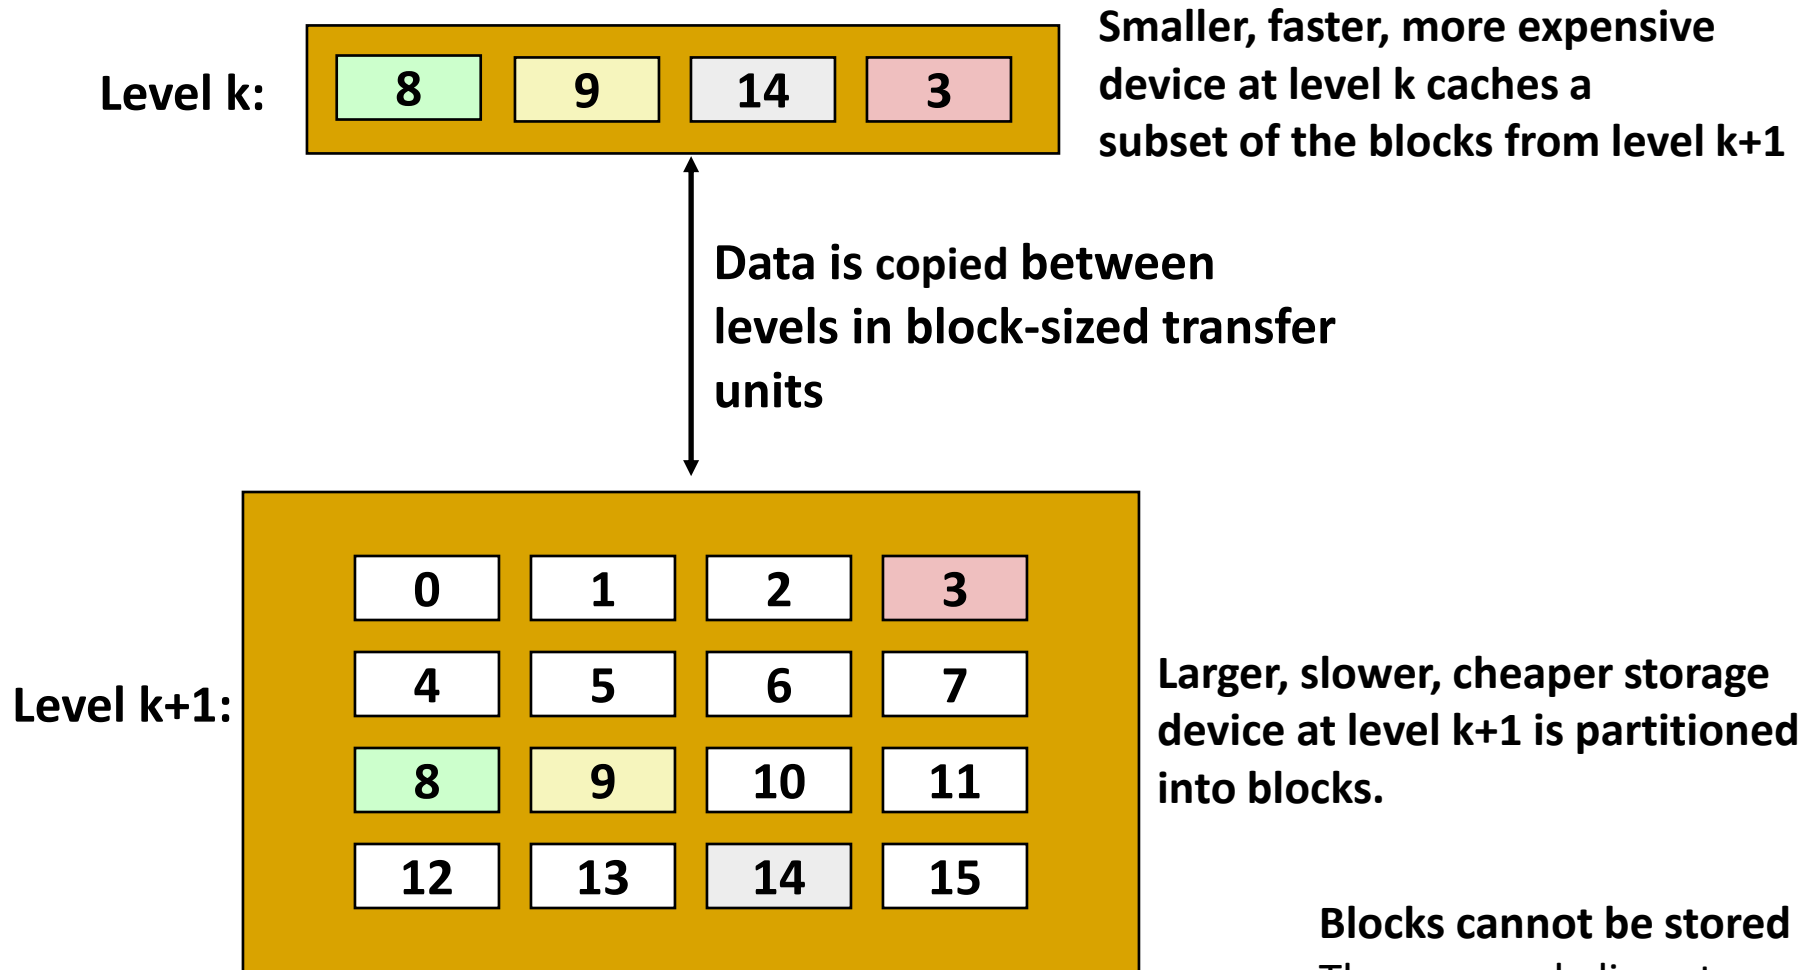 Smaller, faster, more expensive
device at level k caches a
subset of the blocks from level k+1
Level k:
8 9 14 3
Data is copied between
levels in block-sized transfer
units
Level k+1:
0 1 2 3
4 5 6 7
8 9 10 11
12 13 14 15
Larger, slower, cheaper storage
device at level k+1 is partitioned
into blocks.
Blocks cannot be stored